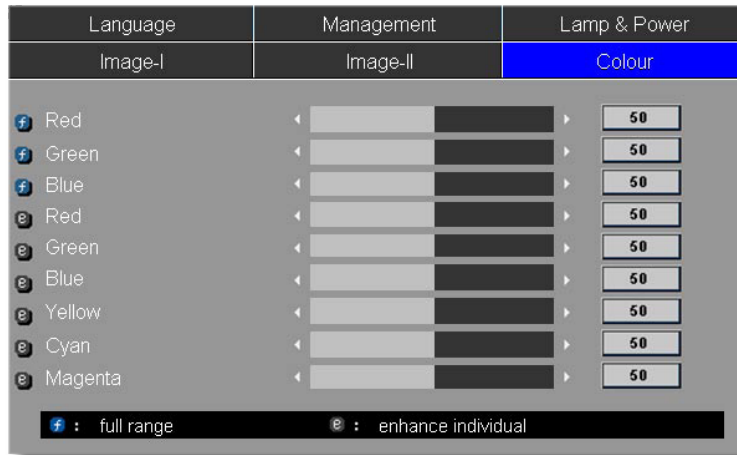 Language Management Lamp & Power
Image-I Image-II Colour
f Red 50
f Green 50
f Blue 50
e Red 50
e Green 50
e Blue 50
e Yellow 50
e Cyan 50
e Magenta 50
f : full range e : enhance individual